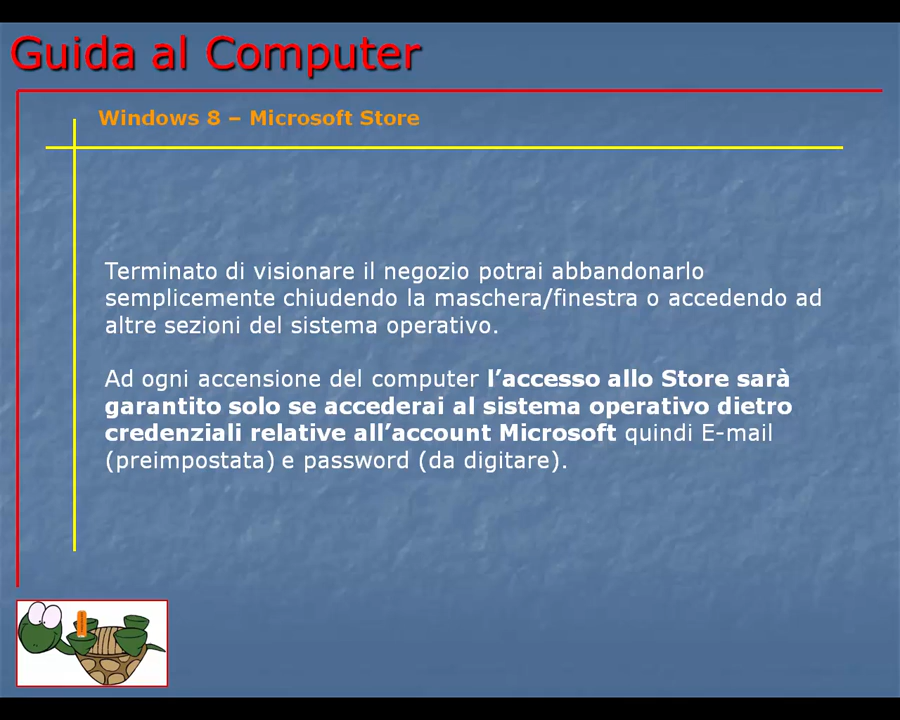 Guida al Computer
Windows 8 – Microsoft Store
Terminato di visionare il negozio potrai abbandonarlo
semplicemente chiudendo la maschera/finestra o accedendo ad
altre sezioni del sistema operativo.
Ad ogni accensione del computer l’accesso allo Store sarà
garantito solo se accederai al sistema operativo dietro
credenziali relative all’account Microsoft quindi E-mail
(preimpostata) e password (da digitare).